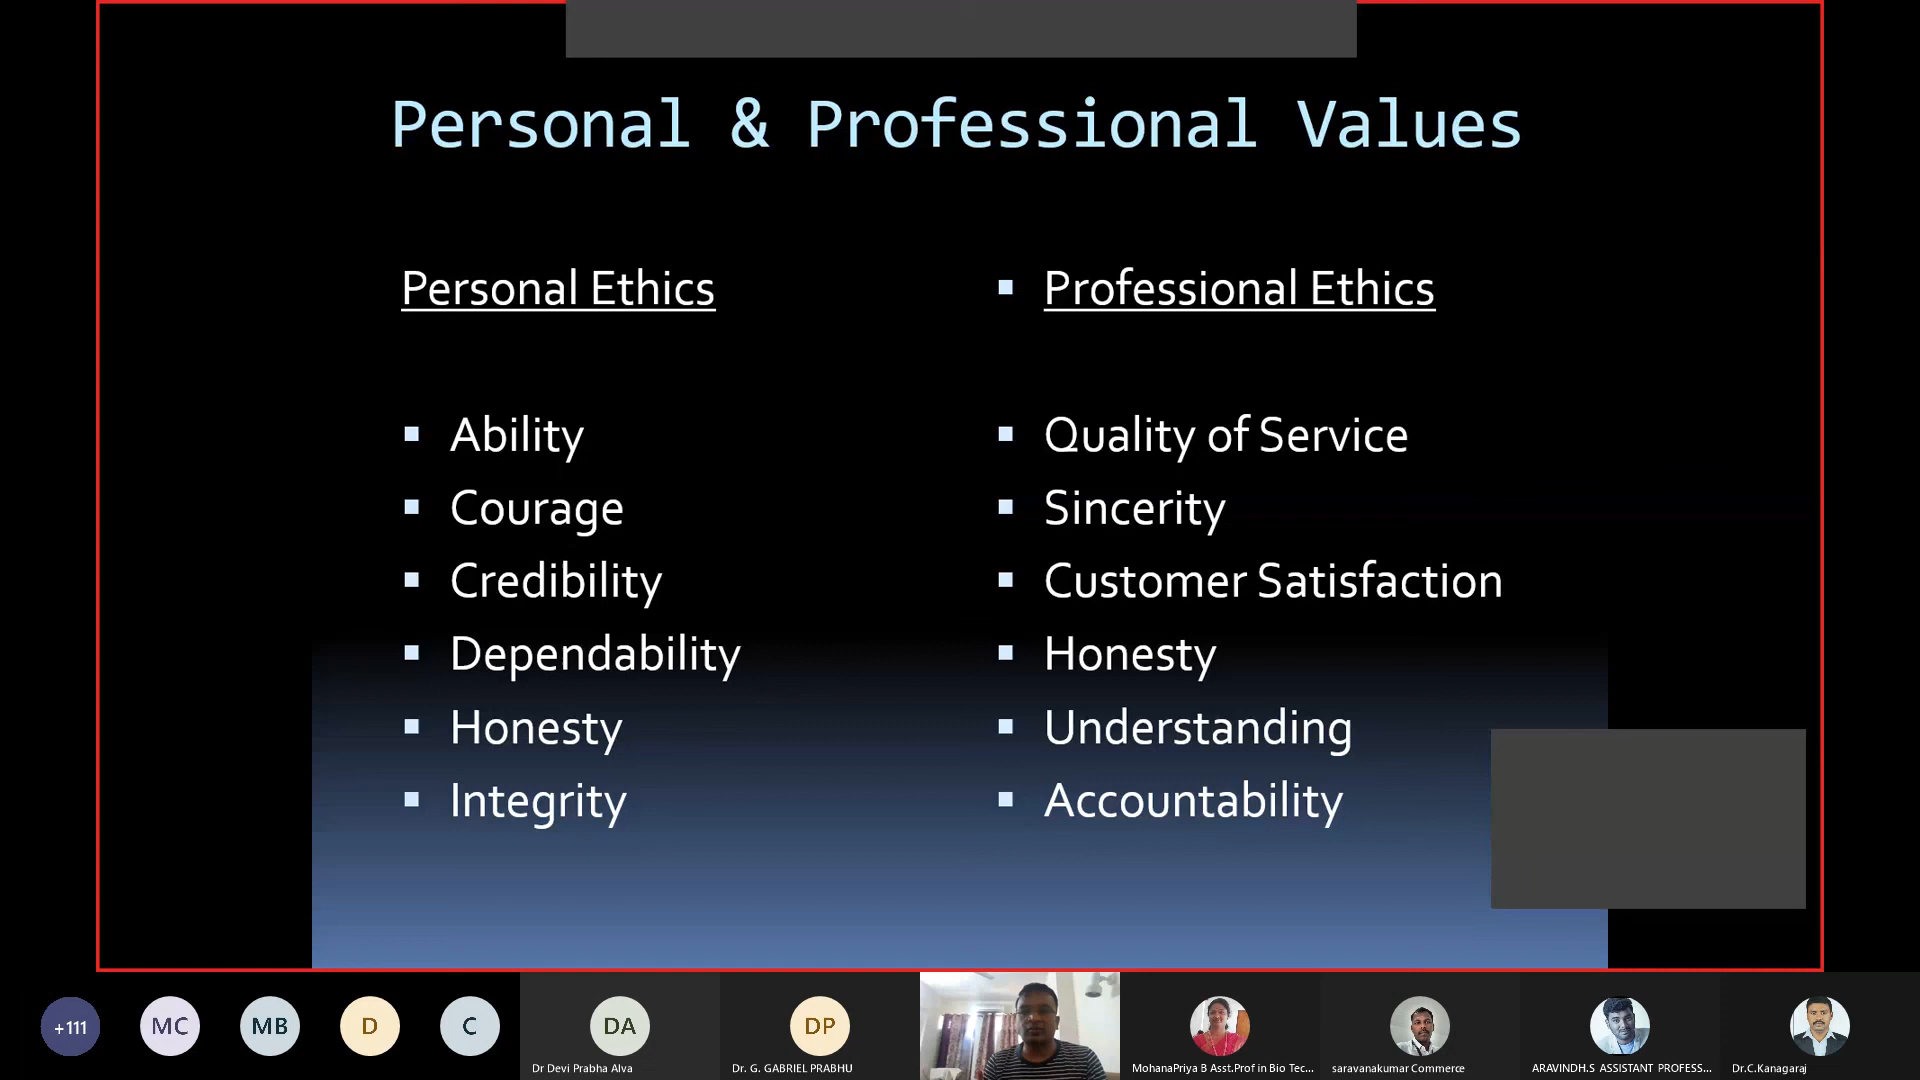 Personal & Professional Values
Personal Ethics
Ability
Courage
Credibility
Dependability
Honesty
Integrity
Professional Ethics
Quality of Service
Sincerity
Customer Satisfaction
Honesty
Understanding
Accountability
+111
MC
MB
D
C
DA
Dr Devi Prabha Alva
DP
Dr. G. GABRIEL PRABHU
MohanaPriya B Asst.Prof in Bio Tec...
saravanakumar Commerce
ARAVINDH.S ASSISTANT PROFESS...
Dr.C.Kanagaraj